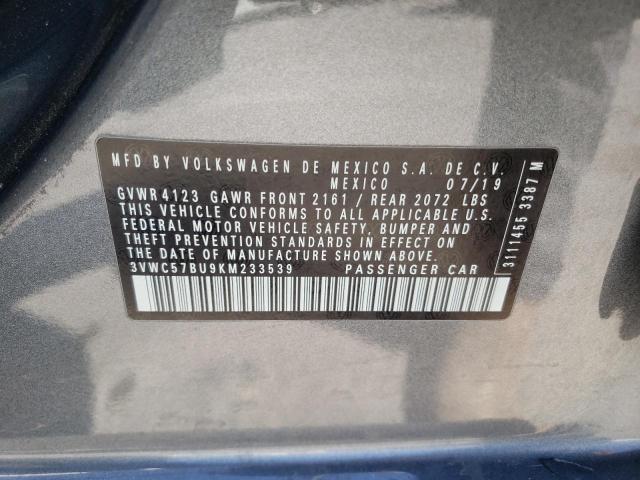 MFD BY VOLKSWAGEN DE MEXICO S.A. DE C.V.
MEXICO 07/19
GVWR 4123 GAWR FRONT 2161 / REAR 2072 LBS
THIS VEHICLE CONFORMS TO ALL APPLICABLE U.S.
FEDERAL MOTOR VEHICLE SAFETY, BUMPER AND
THEFT PREVENTION STANDARDS IN EFFECT ON
THE DATE OF MANUFACTURE SHOWN ABOVE.
3VWC57BU9KM233539 PASSENGER CAR
3111455 3387 M